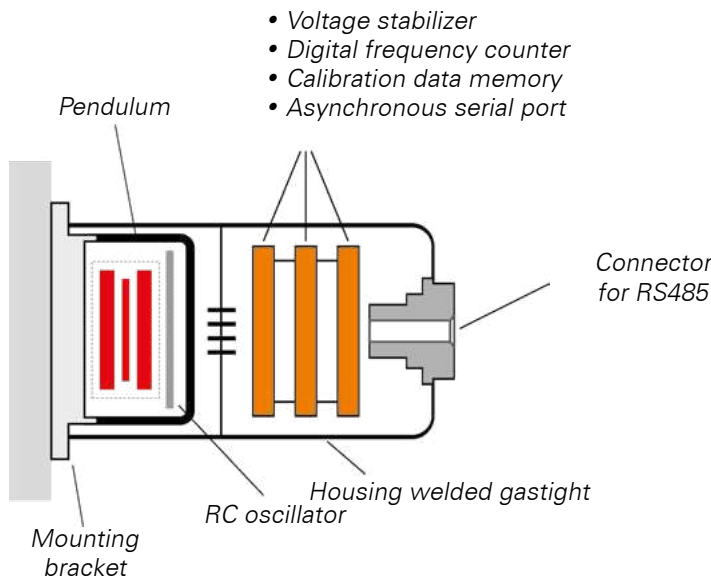 • Voltage stabilizer
• Digital frequency counter
• Calibration data memory
• Asynchronous serial port
Pendulum
Connector
for RS485
Housing welded gastight
RC oscillator
Mounting
bracket